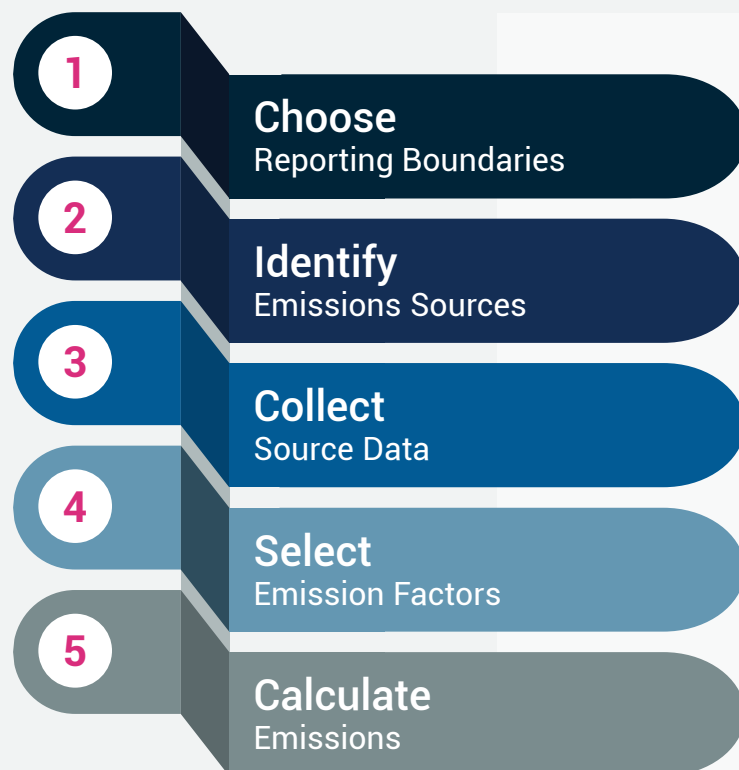 1
Choose
Reporting Boundaries
2
Identify
Emissions Sources
3
Collect
Source Data
4
Select
Emission Factors
5
Calculate
Emissions